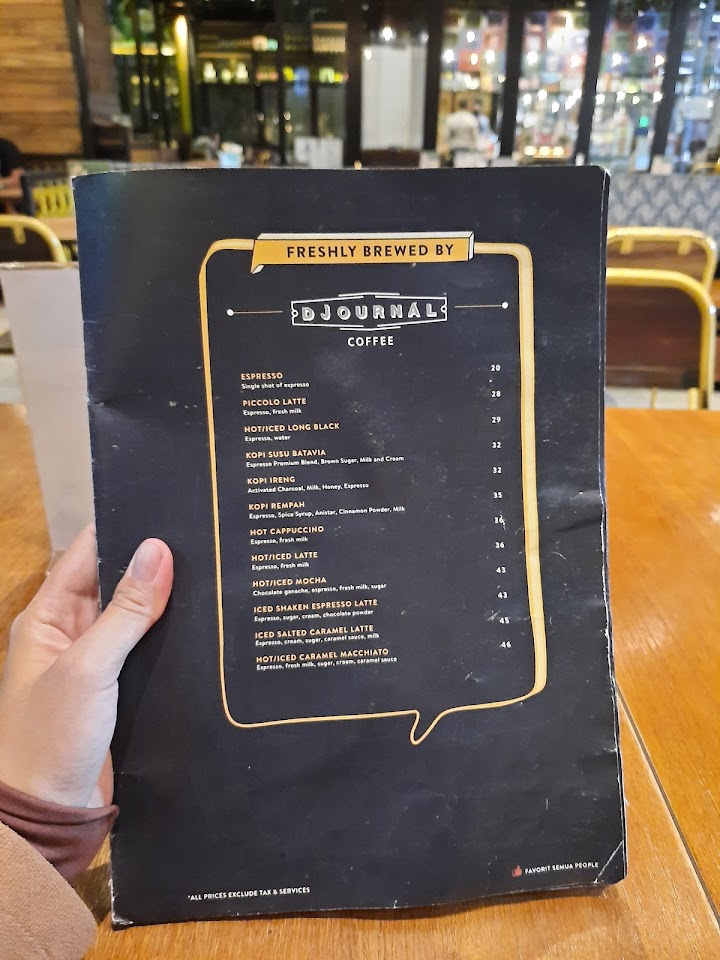 FRESHLY BREWED BY
DJOURNÁL
COFFEE
ESPRESSO 20
Single shot of espresso
PICCOLO LATTE 28
Espresso, fresh milk
HOT/ICED LONG BLACK 29
Espresso, water
KOPI SUSU BATAVIA 32
Espresso Premium Blend, Brown Sugar, Milk and Cream
KOPI IRENG 32
Activated Charcoal, Milk, Honey, Espresso
KOPI REMPAH 35
Espresso, Spice Syrup, Anistar, Cinnamon Powder, Milk
HOT CAPPUCCINO 36
Espresso, fresh milk
HOT/ICED LATTE 36
Espresso, fresh milk
HOT/ICED MOCHA 43
Chocolate ganache, espresso, fresh milk, sugar
ICED SHAKEN ESPRESSO LATTE 43
Espresso, sugar, cream, chocolate powder
ICED SALTED CARAMEL LATTE 45
Espresso, cream, sugar, caramel sauce, milk
HOT/ICED CARAMEL MACCHIATO 46
Espresso, fresh milk, sugar, cream, caramel sauce
*ALL PRICES EXCLUDE TAX & SERVICES
FAVORIT SEMUA PEOPLE